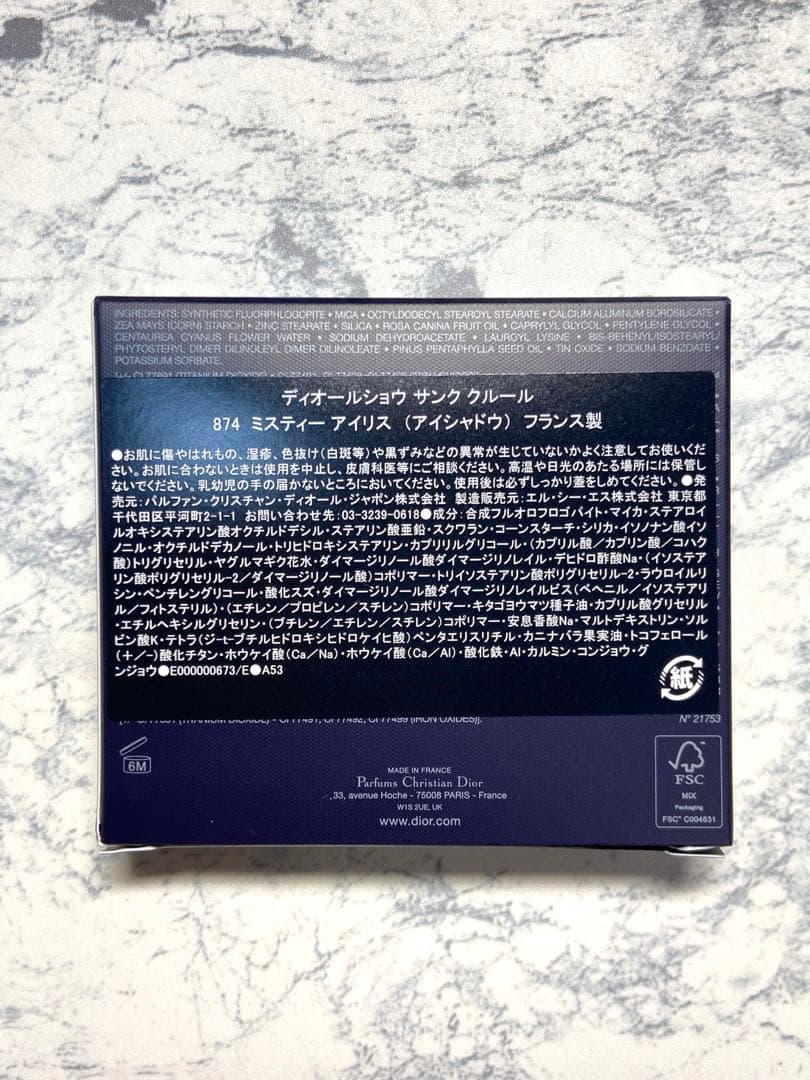 INGREDIENTS: SYNTHETIC FLUORPHLOGOPITE • MICA • OCTYLDODECYL STEAROYL STEARATE • CALCIUM ALUMINUM BOROSILICATE •
ZEA MAYS (CORN) STARCH • ZINC STEARATE • SILICA • ROSA CANINA FRUIT OIL • CAPRYLYL GLYCOL • PENTYLENE GLYCOL •
CENTAUREA CYANUS FLOWER WATER • SODIUM DEHYDROACETATE • LAUROYL LYSINE • BIS-BEHENYL/ISOSTEARYL/
PHYTOSTERYL DIMER DILINOLEYL DIMER DILINOLEATE • PINUS PENTAPHYLLA SEED OIL • TIN OXIDE • SODIUM BENZOATE •
POTASSIUM SORBATE.
ディオールショウ サンク クルール
874 ミスティー アイリス (アイシャドウ) フランス製
●お肌に傷やはれもの、湿疹、色抜け(白斑等)や黒ずみなどの異常が生じていないかよく注意してお使いくだ
さい。お肌に合わないときは使用を中止し、皮膚科医等にご相談ください。高温や日光のあたる場所には保管し
ないでください。乳幼児の手の届かないところにおいてください。使用後は必ずしっかり蓋をしめてください。●発
売元:パルファン・クリスチャン・ディオール・ジャポン株式会社 製造販売元:エル・シー・エス株式会社 東京都
千代田区平河町2-1-1 お問い合わせ先:03-3239-0618●成分:合成フルオロフロゴパイト・マイカ・ステアロイ
ルオキシステアリン酸オクチルドデシル・ステアリン酸亜鉛・スクワラン・コーンスターチ・シリカ・イソノナン酸イソ
ノニル・オクチルドデカノール・トリヒドロキシステアリン・カプリリルグリコール・(カプリル酸/カプリン酸/コハク
酸)トリグリセリル・ヤグルマギク花水・ダイマージリノール酸ダイマージリノレイル・デヒドロ酢酸Na・(イソステア
リン酸ポリグリセリル-2/ダイマージリノール酸)コポリマー・トリイソステアリン酸ポリグリセリル-2・ラウロイルリ
シン・ペンチレングリコール・酸化スズ・ダイマージリノール酸ダイマージリノレイルビス(ベヘニル/イソステアリ
ル/フィトステリル)・(エチレン/プロピレン/スチレン)コポリマー・キタゴヨウマツ種子油・カプリル酸グリセリル
・エチルヘキシルグリセリン・(ブチレン/エチレン/スチレン)コポリマー・安息香酸Na・マルトデキストリン・ソル
ビン酸K・テトラ(ジ-t-ブチルヒドロキシヒドロケイヒ酸)ペンタエリスリチル・カニナバラ果実油・トコフェロール
(+/-)酸化チタン・ホウケイ酸(Ca/Na)・ホウケイ酸(Ca/Al)・酸化鉄・Al・カルミン・コンジョウ・グ
ンジョウ●E000000673/E●A53
紙
CI 77491, CI 77492, CI 77499 (IRON OXIDES)].
N° 21753
6M
MADE IN FRANCE
Parfums Christian Dior
33, avenue Hoche - 75008 PARIS - France
W1S 2UE, UK
www.dior.com
FSC
MIX
Packaging
FSC™ C004631